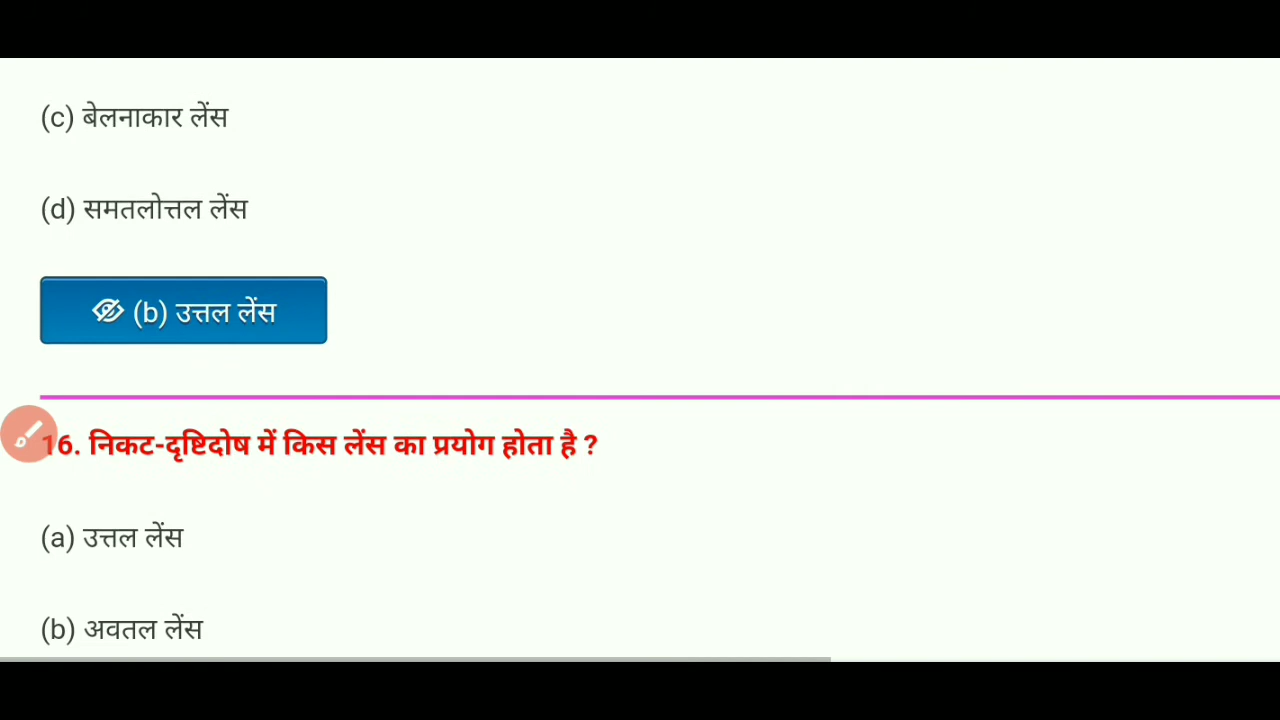 (c) बेलनाकार लेंस
(d) समतलोत्तल लेंस
(b) उत्तल लेंस
16. निकट-दृष्टिदोष में किस लेंस का प्रयोग होता है ?
(a) उत्तल लेंस
(b) अवतल लेंस